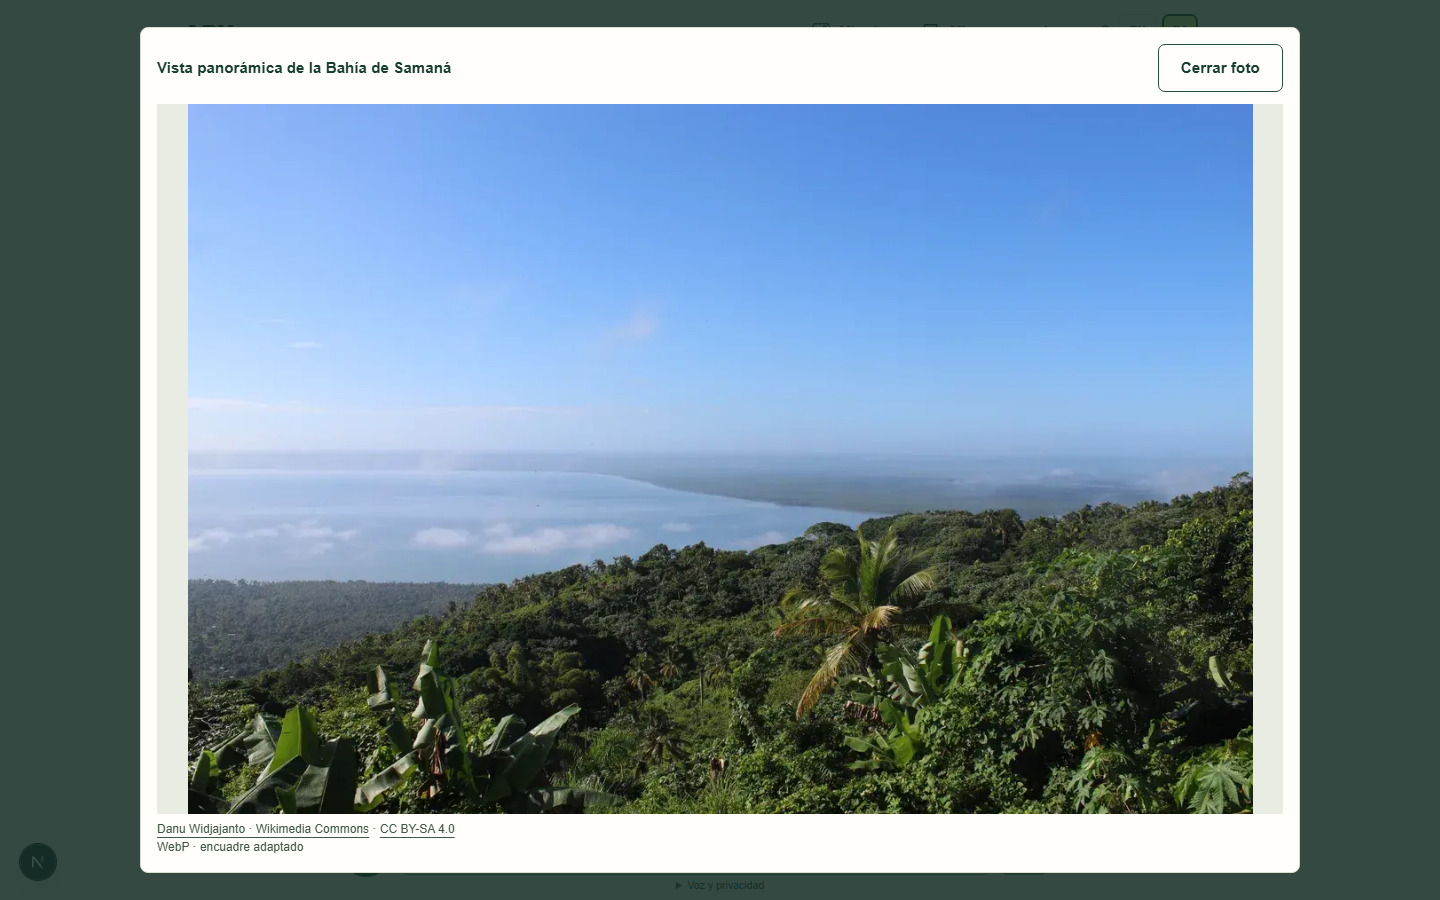 Vista panorámica de la Bahía de Samaná
Cerrar foto
Danu Widjajanto · Wikimedia Commons · CC BY-SA 4.0
WebP · encuadre adaptado
N
▶ Voz y privacidad